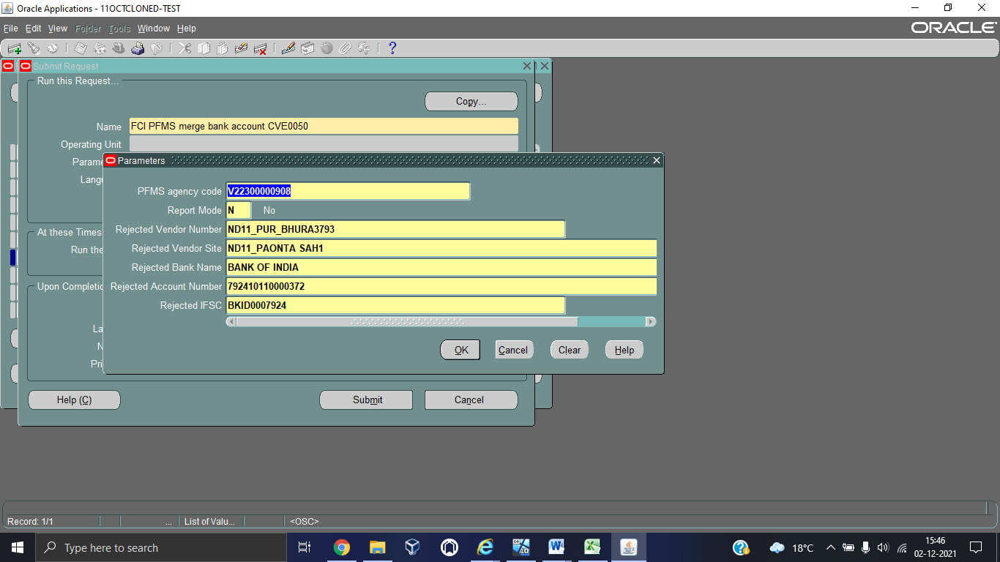 Oracle Applications - 11OCTCLONED-TEST
File Edit View Folder Tools Window Help
ORACLE
Submit Request
Run this Request...
Copy...
Name FCI PFMS merge bank account CVE0050
Operating Unit
Parame
Langu
Parameters
PFMS agency code V22300000908
Report Mode N No
Rejected Vendor Number ND11_PUR_BHURA3793
Rejected Vendor Site ND11_PAONTA SAH1
Rejected Bank Name BANK OF INDIA
Rejected Account Number 792410110000372
Rejected IFSC BKID0007924
OK Cancel Clear Help
At these Times
Run the
Upon Completio
La
N
Pri
Help (C) Submit Cancel
Record: 1/1 ... List of Valu... <OSC>
Type here to search
18°C
15:46
02-12-2021